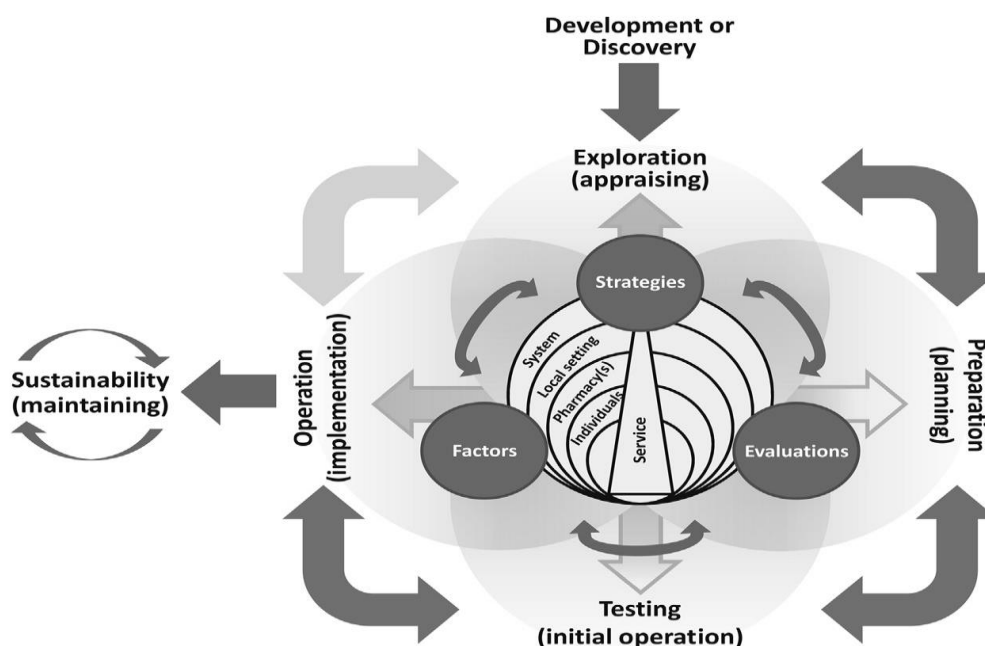 Development or
Discovery
Exploration
(appraising)
Strategies
System
Local setting
Pharmacy(s)
Individuals
Service
Factors
Evaluations
Operation
(implementation)
Preparation
(planning)
Sustainability
(maintaining)
Testing
(initial operation)